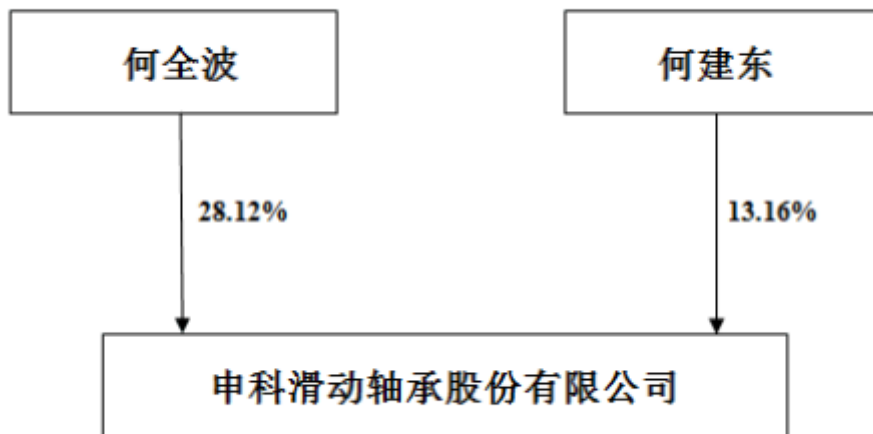 何全波
何建东
28.12%
13.16%
申科滑动轴承股份有限公司